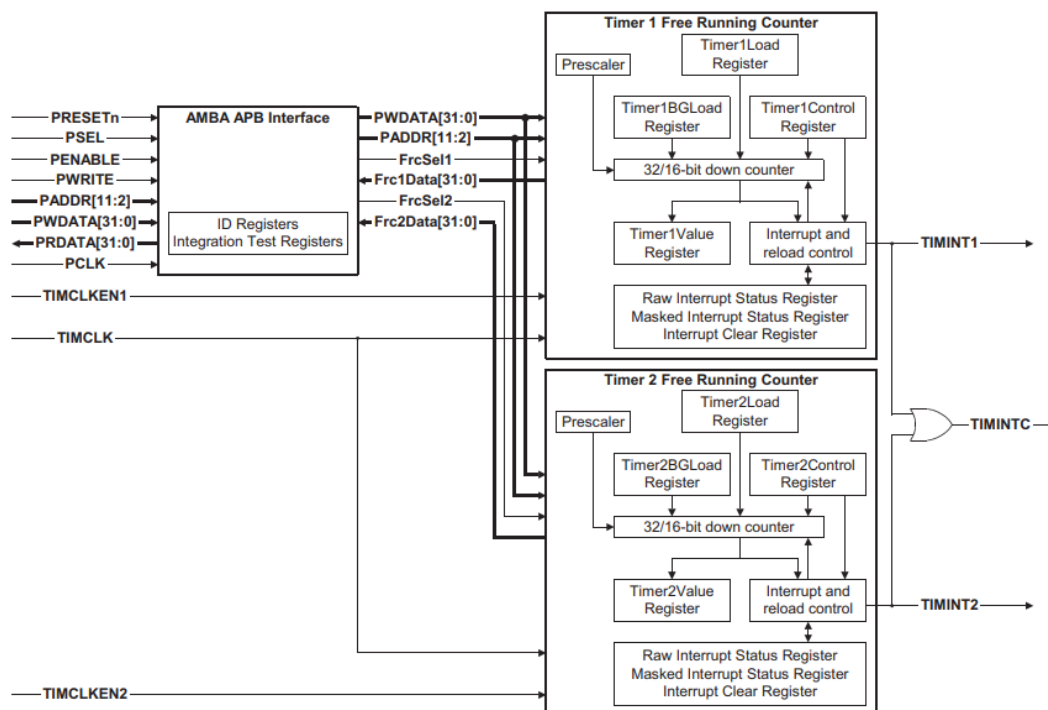 Timer 1 Free Running Counter
Timer1Load
Register
Prescaler
Timer1BGLoad
Register
Timer1Control
Register
32/16-bit down counter
Timer1Value
Register
Interrupt and
reload control
Raw Interrupt Status Register
Masked Interrupt Status Register
Interrupt Clear Register
PRESETn
PSEL
PENABLE
PWRITE
PADDR[11:2]
PWDATA[31:0]
PRDATA[31:0]
PCLK
AMBA APB Interface
ID Registers
Integration Test Registers
PWDATA[31:0]
PADDR[11:2]
FrcSel1
Frc1Data[31:0]
FrcSel2
Frc2Data[31:0]
TIMCLKEN1
TIMCLK
TIMINT1
Timer 2 Free Running Counter
Timer2Load
Register
Prescaler
Timer2BGLoad
Register
Timer2Control
Register
32/16-bit down counter
Timer2Value
Register
Interrupt and
reload control
Raw Interrupt Status Register
Masked Interrupt Status Register
Interrupt Clear Register
TIMINTC
TIMINT2
TIMCLKEN2